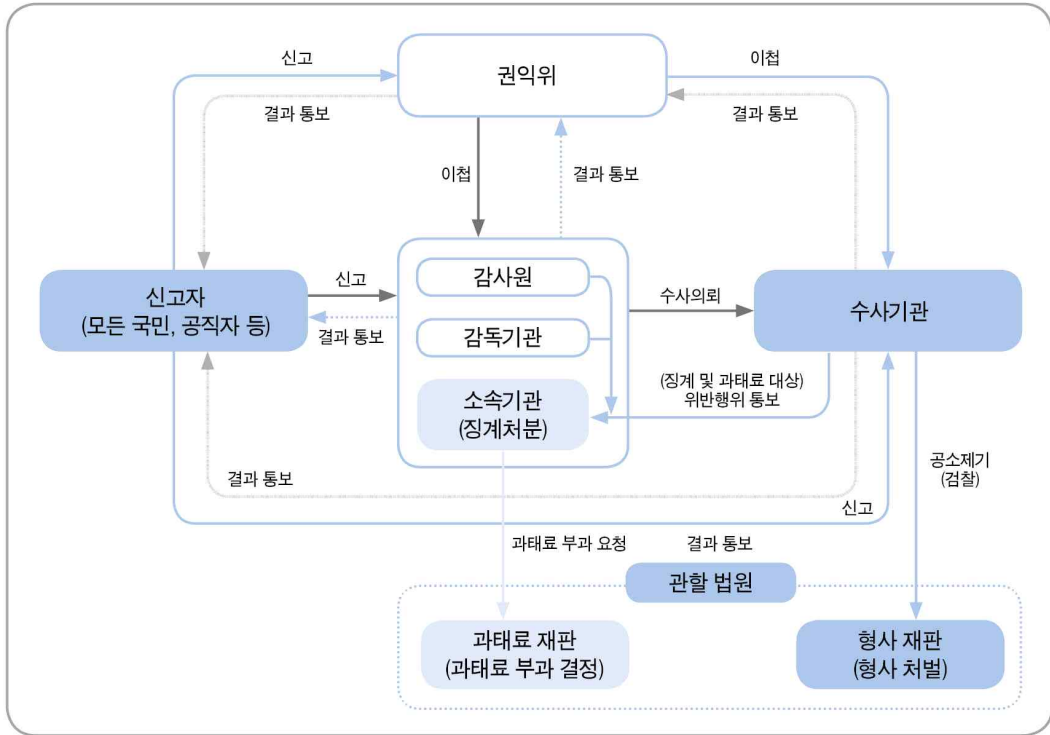 신고
권익위
이첩
결과 통보
결과 통보
이첩
결과 통보
신고자
(모든 국민, 공직자 등)
신고
결과 통보
감사원
감독기관
소속기관
(징계처분)
수사의뢰
수사기관
(징계 및 과태료 대상)
위반행위 통보
결과 통보
신고
공소제기
(검찰)
과태료 부과 요청
결과 통보
관할 법원
과태료 재판
(과태료 부과 결정)
형사 재판
(형사 처벌)